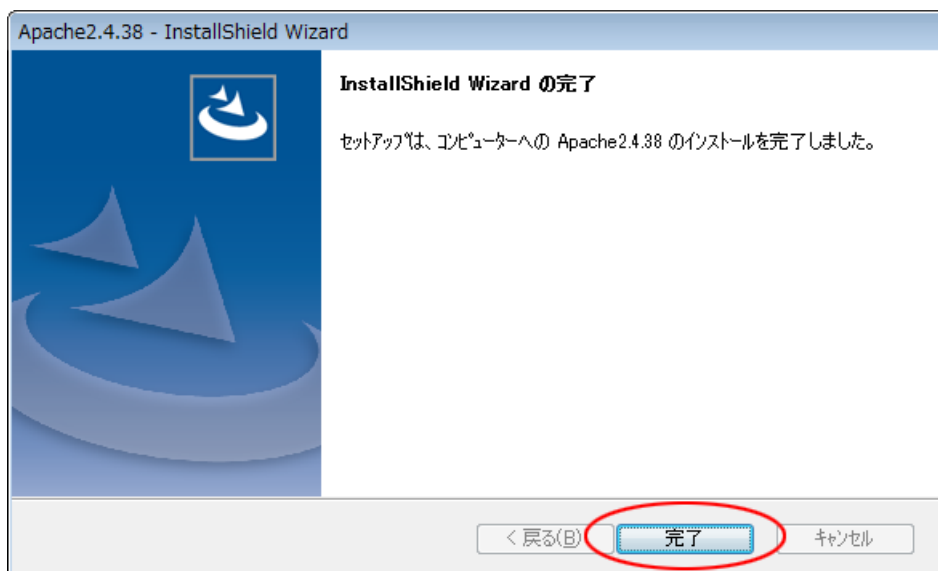 Apache2.4.38 - InstallShield Wizard
InstallShield Wizard の完了
セットアップは、コンピューターへの Apache2.4.38 のインストールを完了しました。
< 戻る(B)
完了
キャンセル